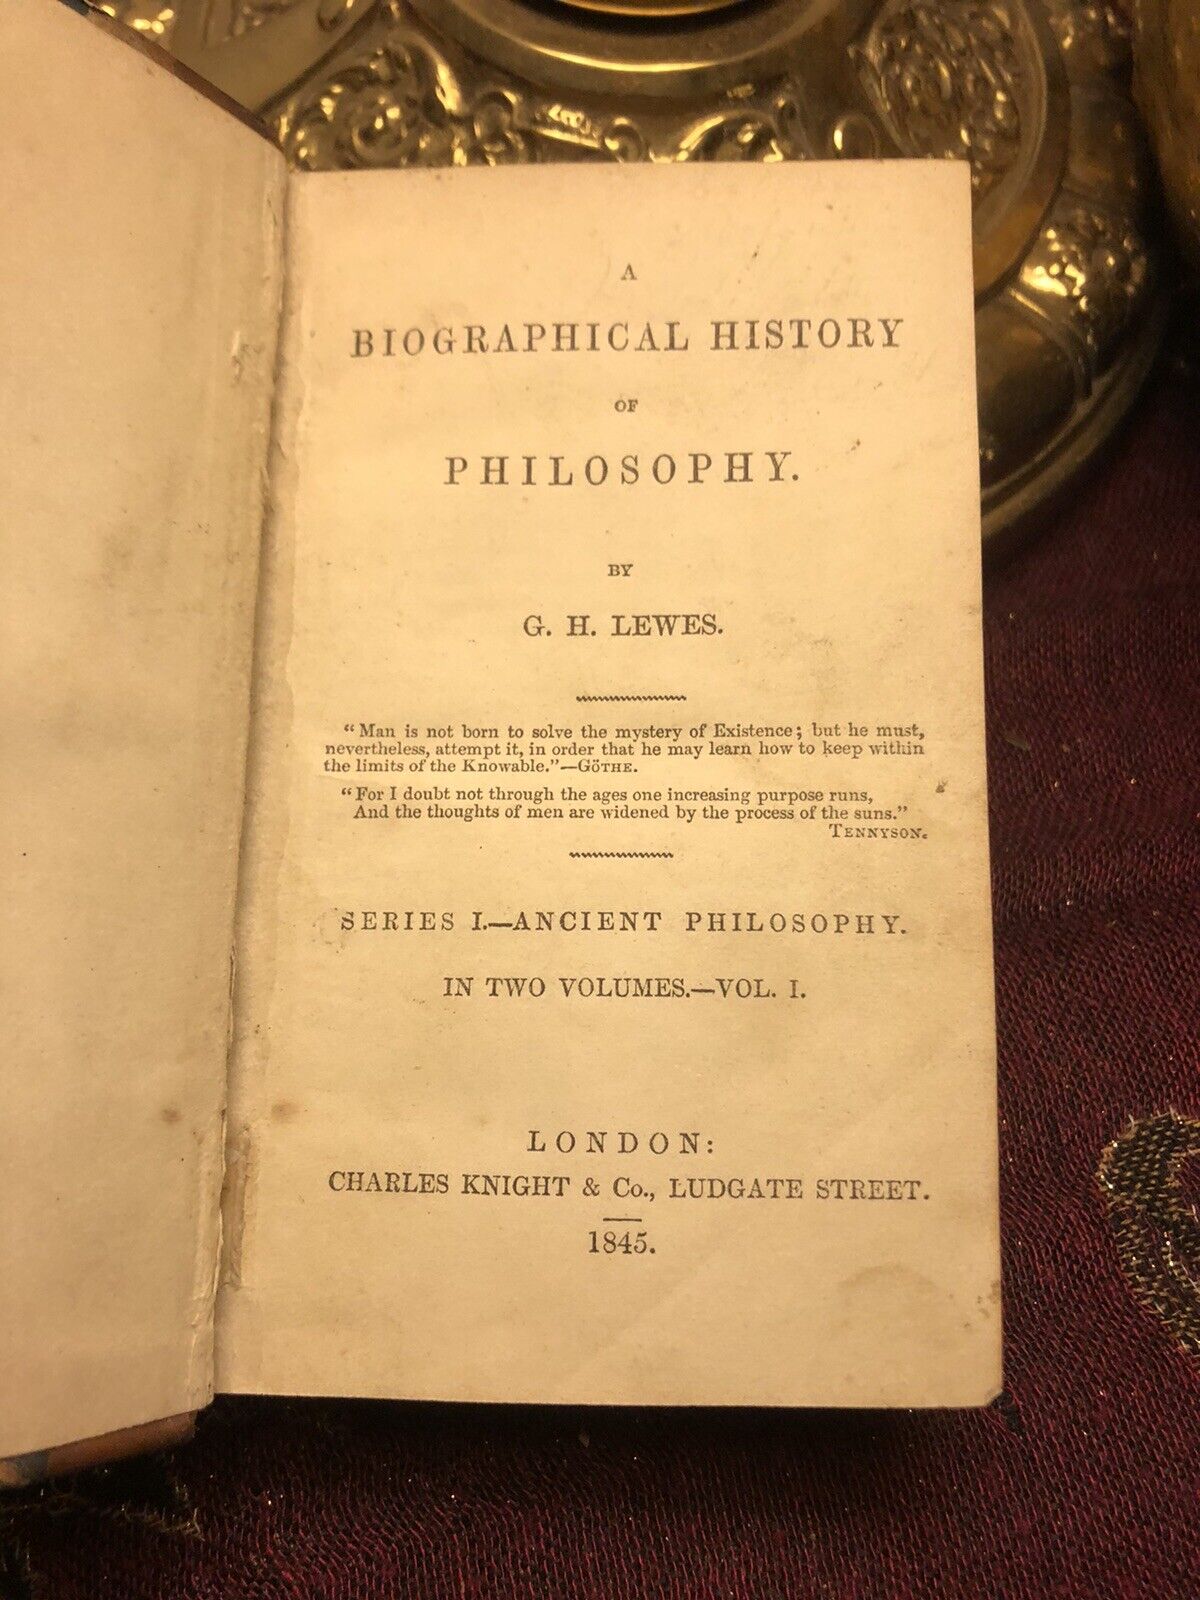 A
BIOGRAPHICAL HISTORY
OF
PHILOSOPHY.
BY
G. H. LEWES.
“Man is not born to solve the mystery of Existence; but he must,
nevertheless, attempt it, in order that he may learn how to keep within
the limits of the Knowable.”—GÖTHE.
“For I doubt not through the ages one increasing purpose runs,
And the thoughts of men are widened by the process of the suns.”
TENNYSON.
SERIES I.—ANCIENT PHILOSOPHY.
IN TWO VOLUMES.—VOL. I.
LONDON:
CHARLES KNIGHT & Co., LUDGATE STREET.
1845.